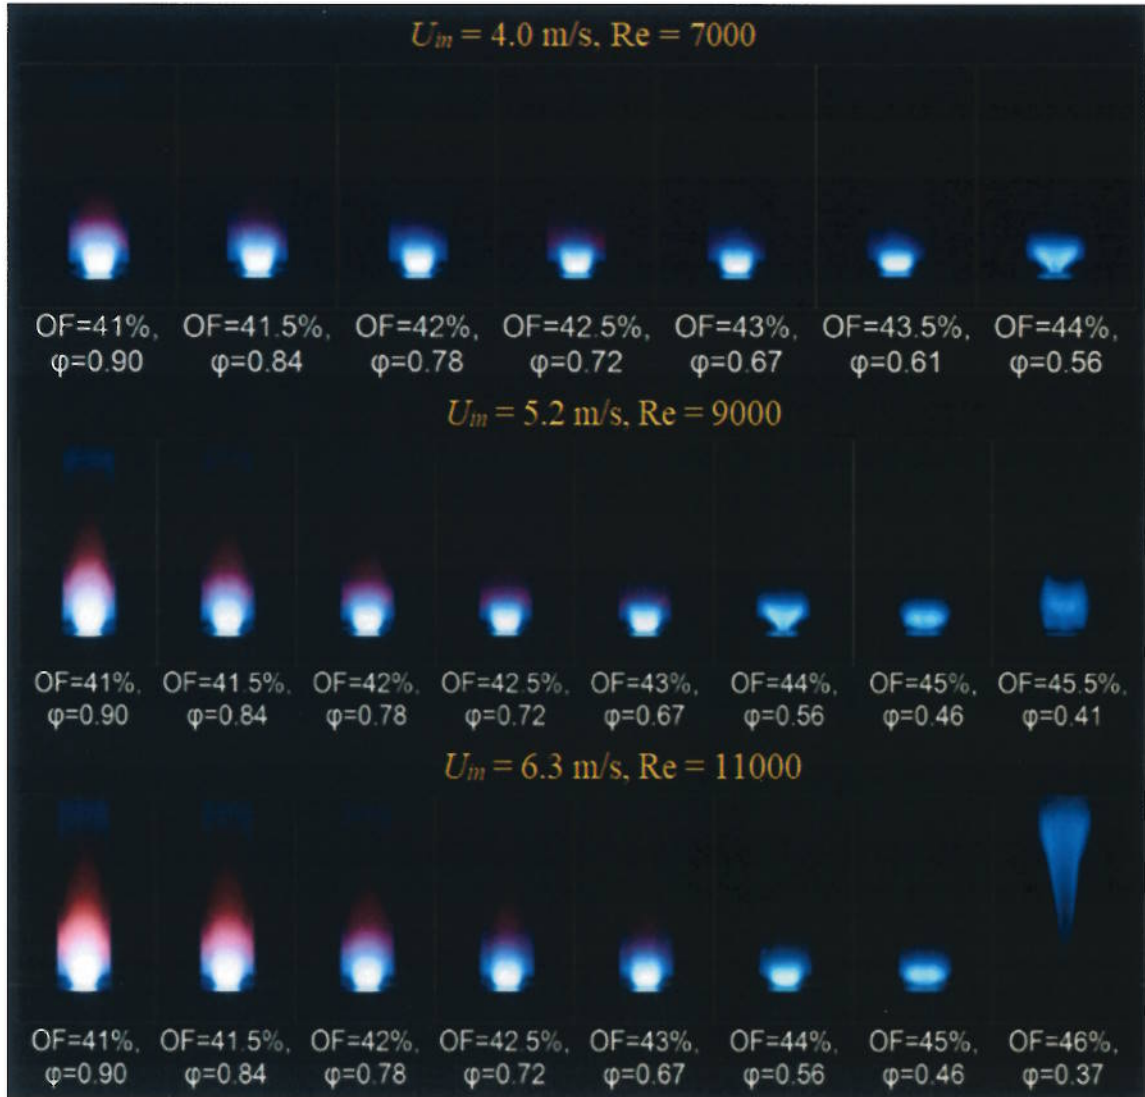 U_in = 4.0 m/s, Re = 7000
OF=41%, OF=41.5%, OF=42%, OF=42.5%, OF=43%, OF=43.5%, OF=44%,
φ=0.90 φ=0.84 φ=0.78 φ=0.72 φ=0.67 φ=0.61 φ=0.56
U_in = 5.2 m/s, Re = 9000
OF=41%, OF=41.5%, OF=42%, OF=42.5%, OF=43%, OF=44%, OF=45%, OF=45.5%,
φ=0.90 φ=0.84 φ=0.78 φ=0.72 φ=0.67 φ=0.56 φ=0.46 φ=0.41
U_in = 6.3 m/s, Re = 11000
OF=41%, OF=41.5%, OF=42%, OF=42.5%, OF=43%, OF=44%, OF=45%, OF=46%,
φ=0.90 φ=0.84 φ=0.78 φ=0.72 φ=0.67 φ=0.56 φ=0.46 φ=0.37